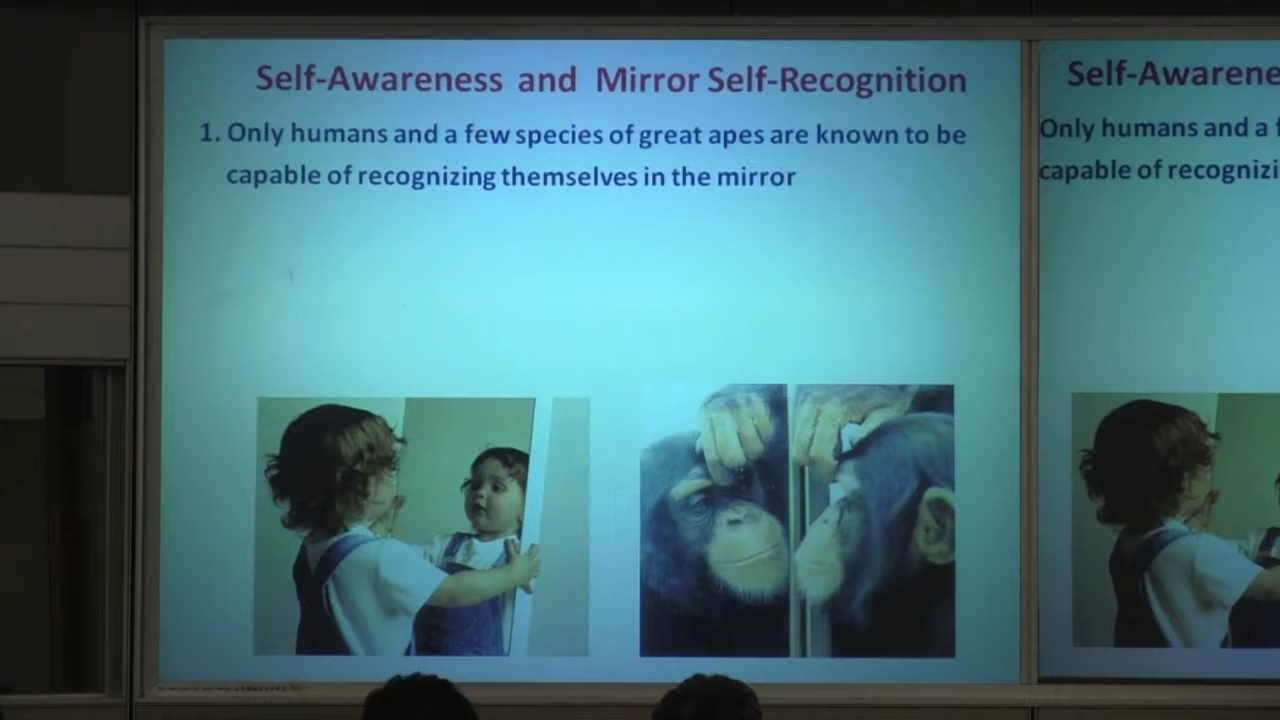 Self-Awareness and Mirror Self-Recognition
1. Only humans and a few species of great apes are known to be
capable of recognizing themselves in the mirror
Self-Awarene
Only humans and a f
capable of recognizi